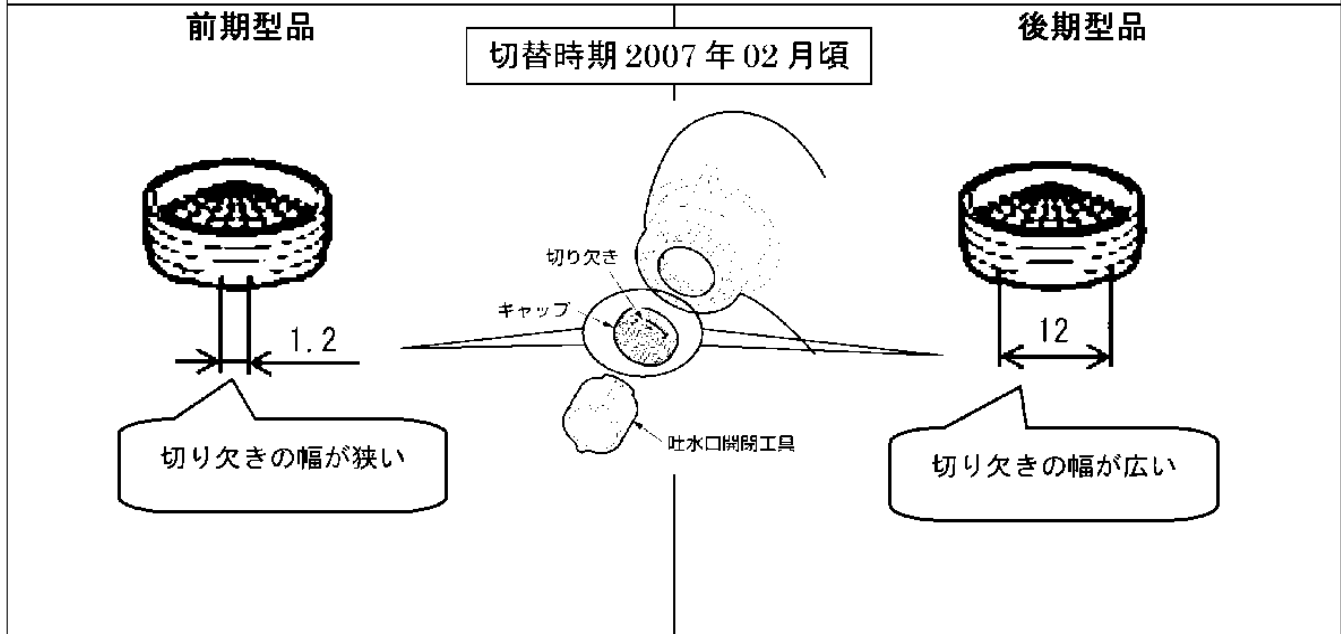 前期型品
後期型品
切替時期 2007 年 02 月頃
切り欠き
キャップ
1.2
12
吐水口開閉工具
切り欠きの幅が狭い
切り欠きの幅が広い